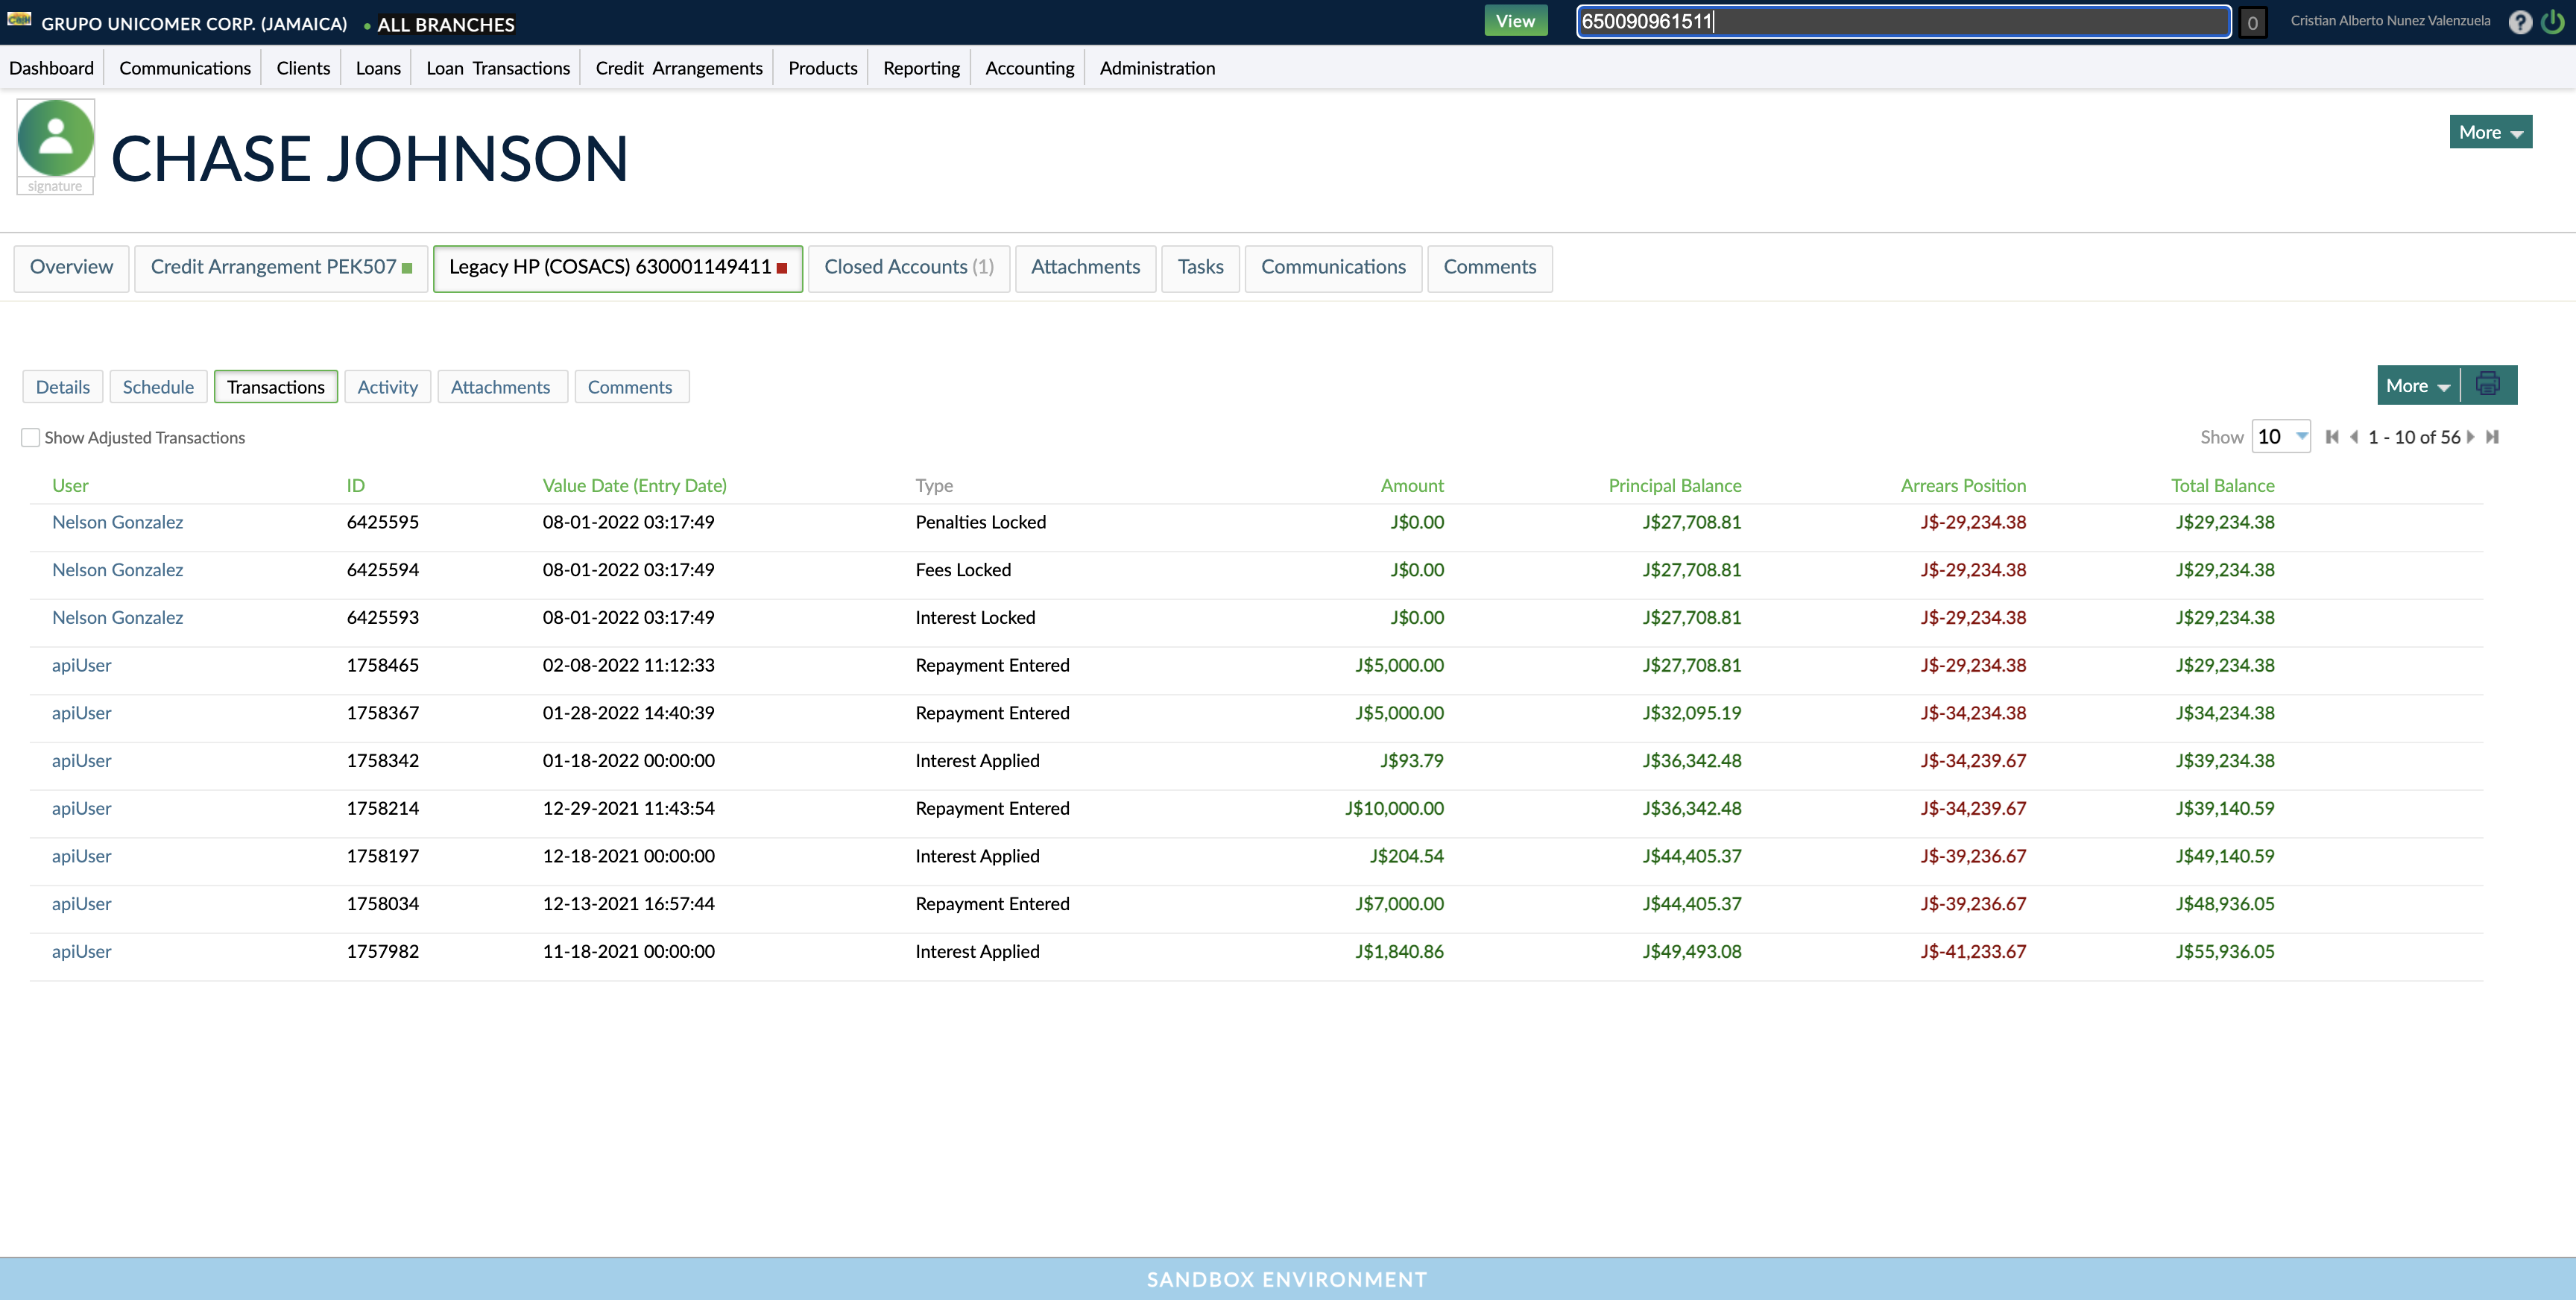 GRUPO UNICOMER CORP. (JAMAICA) • ALL BRANCHES View 650090961511 0 Cristian Alberto Nunez Valenzuela ?
Dashboard Communications Clients Loans Loan Transactions Credit Arrangements Products Reporting Accounting Administration
CHASE JOHNSON
More
signature
Overview Credit Arrangement PEK507 Legacy HP (COSACS) 630001149411 Closed Accounts (1) Attachments Tasks Communications Comments
Details Schedule Transactions Activity Attachments Comments More
Show Adjusted Transactions Show 10 1 - 10 of 56
User ID Value Date (Entry Date) Type Amount Principal Balance Arrears Position Total Balance
Nelson Gonzalez 6425595 08-01-2022 03:17:49 Penalties Locked J$0.00 J$27,708.81 J$-29,234.38 J$29,234.38
Nelson Gonzalez 6425594 08-01-2022 03:17:49 Fees Locked J$0.00 J$27,708.81 J$-29,234.38 J$29,234.38
Nelson Gonzalez 6425593 08-01-2022 03:17:49 Interest Locked J$0.00 J$27,708.81 J$-29,234.38 J$29,234.38
apiUser 1758465 02-08-2022 11:12:33 Repayment Entered J$5,000.00 J$27,708.81 J$-29,234.38 J$29,234.38
apiUser 1758367 01-28-2022 14:40:39 Repayment Entered J$5,000.00 J$32,095.19 J$-34,234.38 J$34,234.38
apiUser 1758342 01-18-2022 00:00:00 Interest Applied J$93.79 J$36,342.48 J$-34,239.67 J$39,234.38
apiUser 1758214 12-29-2021 11:43:54 Repayment Entered J$10,000.00 J$36,342.48 J$-34,239.67 J$39,140.59
apiUser 1758197 12-18-2021 00:00:00 Interest Applied J$204.54 J$44,405.37 J$-39,236.67 J$49,140.59
apiUser 1758034 12-13-2021 16:57:44 Repayment Entered J$7,000.00 J$44,405.37 J$-39,236.67 J$48,936.05
apiUser 1757982 11-18-2021 00:00:00 Interest Applied J$1,840.86 J$49,493.08 J$-41,233.67 J$55,936.05
SANDBOX ENVIRONMENT